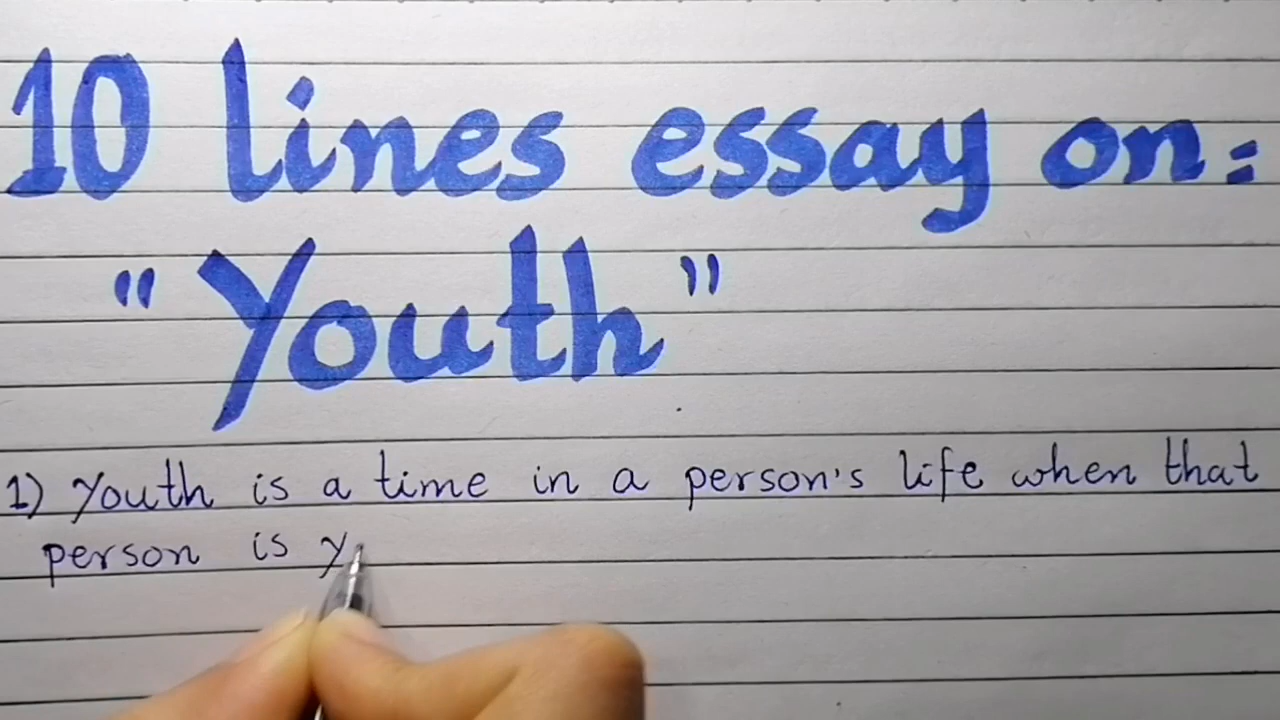 10 lines essay on:
"Youth"
1) Youth is a time in a person's life when that
person is y